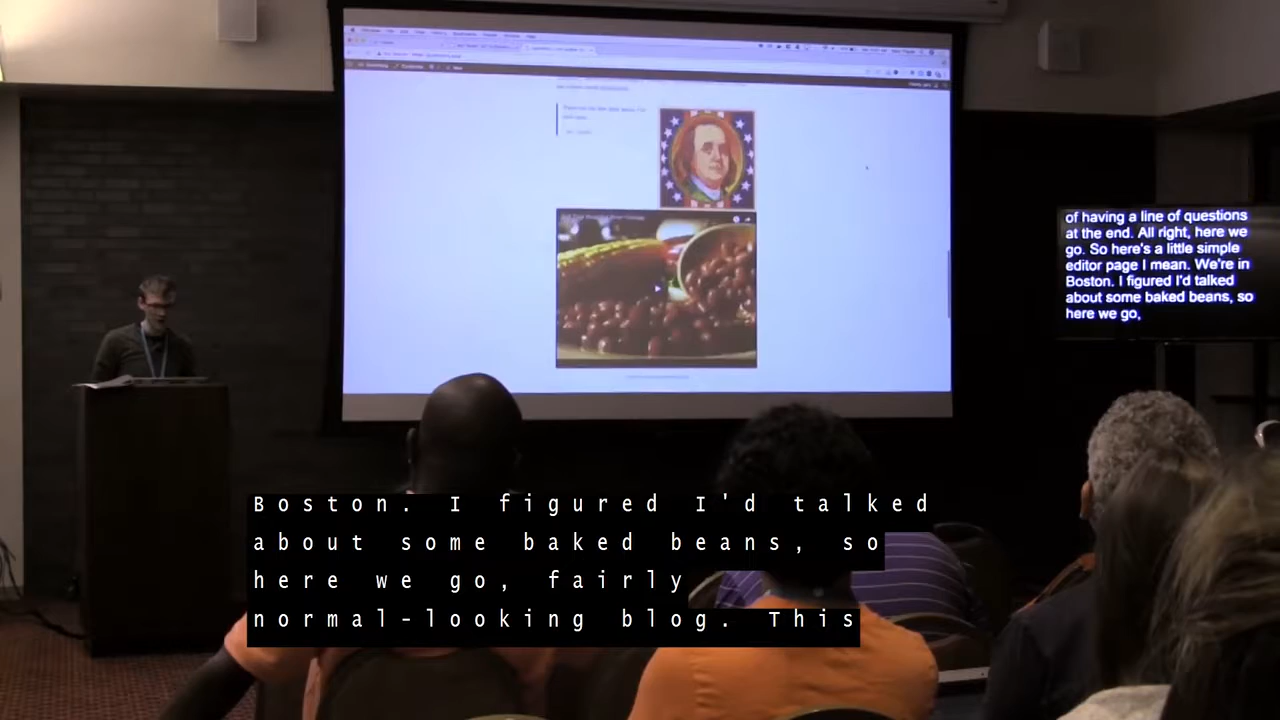 of having a line of questions
at the end. All right, here we
go. So here's a little simple
editor page I mean. We're in
Boston. I figured I'd talked
about some baked beans, so
here we go,
Boston. I figured I'd talked
about some baked beans, so
here we go, fairly
normal-looking blog. This